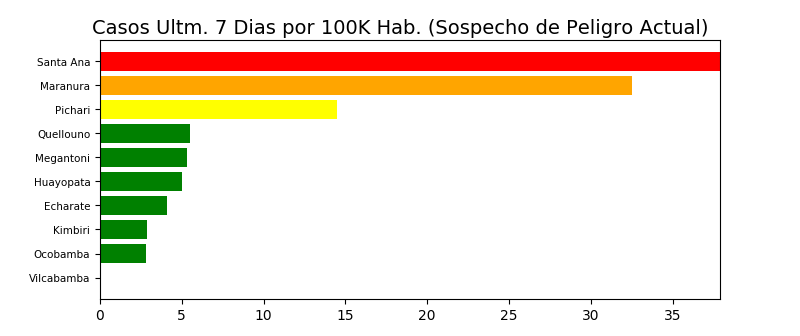 Casos Ultm. 7 Dias por 100K Hab. (Sospecho de Peligro Actual)
Santa Ana
Maranura
Pichari
Quellouno
Megantoni
Huayopata
Echarate
Kimbiri
Ocobamba
Vilcabamba
0 5 10 15 20 25 30 35